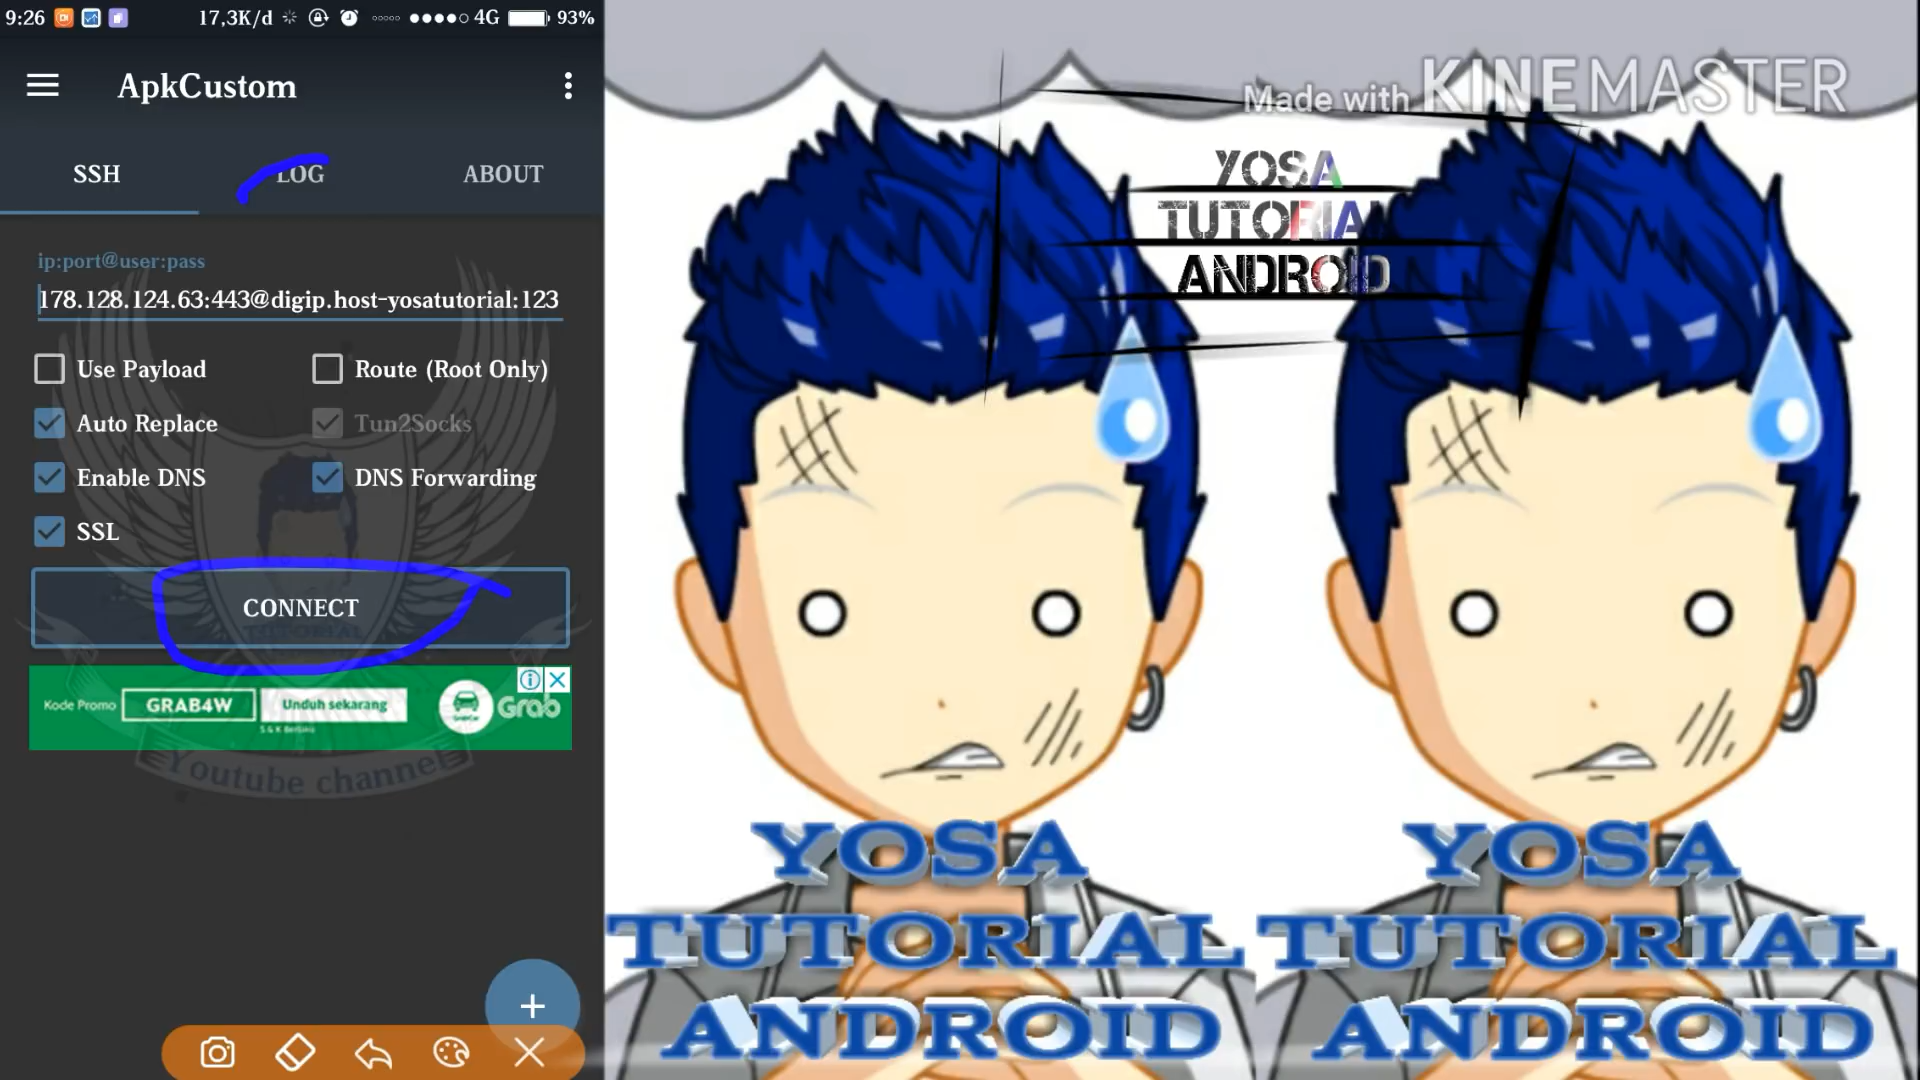 9:26 17,3K/d 4G 93%
ApkCustom
SSH LOG ABOUT
ip:port@user:pass
178.128.124.63:443@digip.host-yosatutorial:123
Use Payload Route (Root Only)
Auto Replace Tun2Socks
Enable DNS DNS Forwarding
SSL
CONNECT
TUTORIAL
Kode Promo GRAB4W Unduh sekarang GrabCar Grab
S & K Berlaku
Youtube channel
+
Made with KINEMASTER
YOSA
TUTORIAL
ANDROID
YOSA
TUTORIAL
ANDROID
YOSA
TUTORIAL
ANDROID